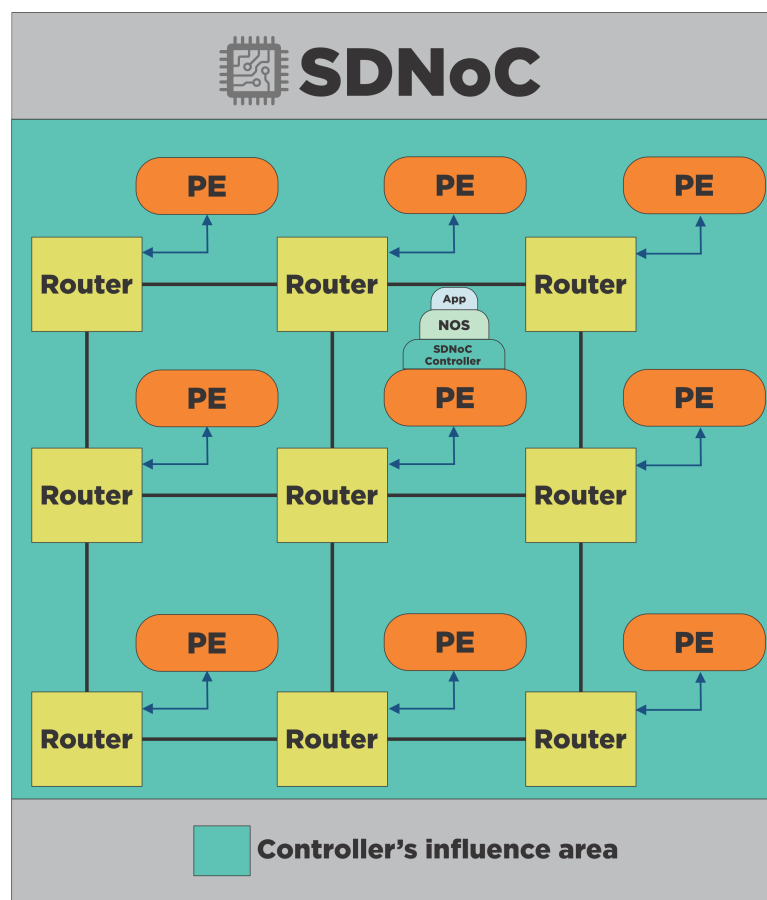 SDNoC
PE
PE
PE
Router
Router
Router
App
NOS
SDNoC
Controller
PE
PE
PE
Router
Router
Router
PE
PE
PE
Router
Router
Router
Controller's influence area